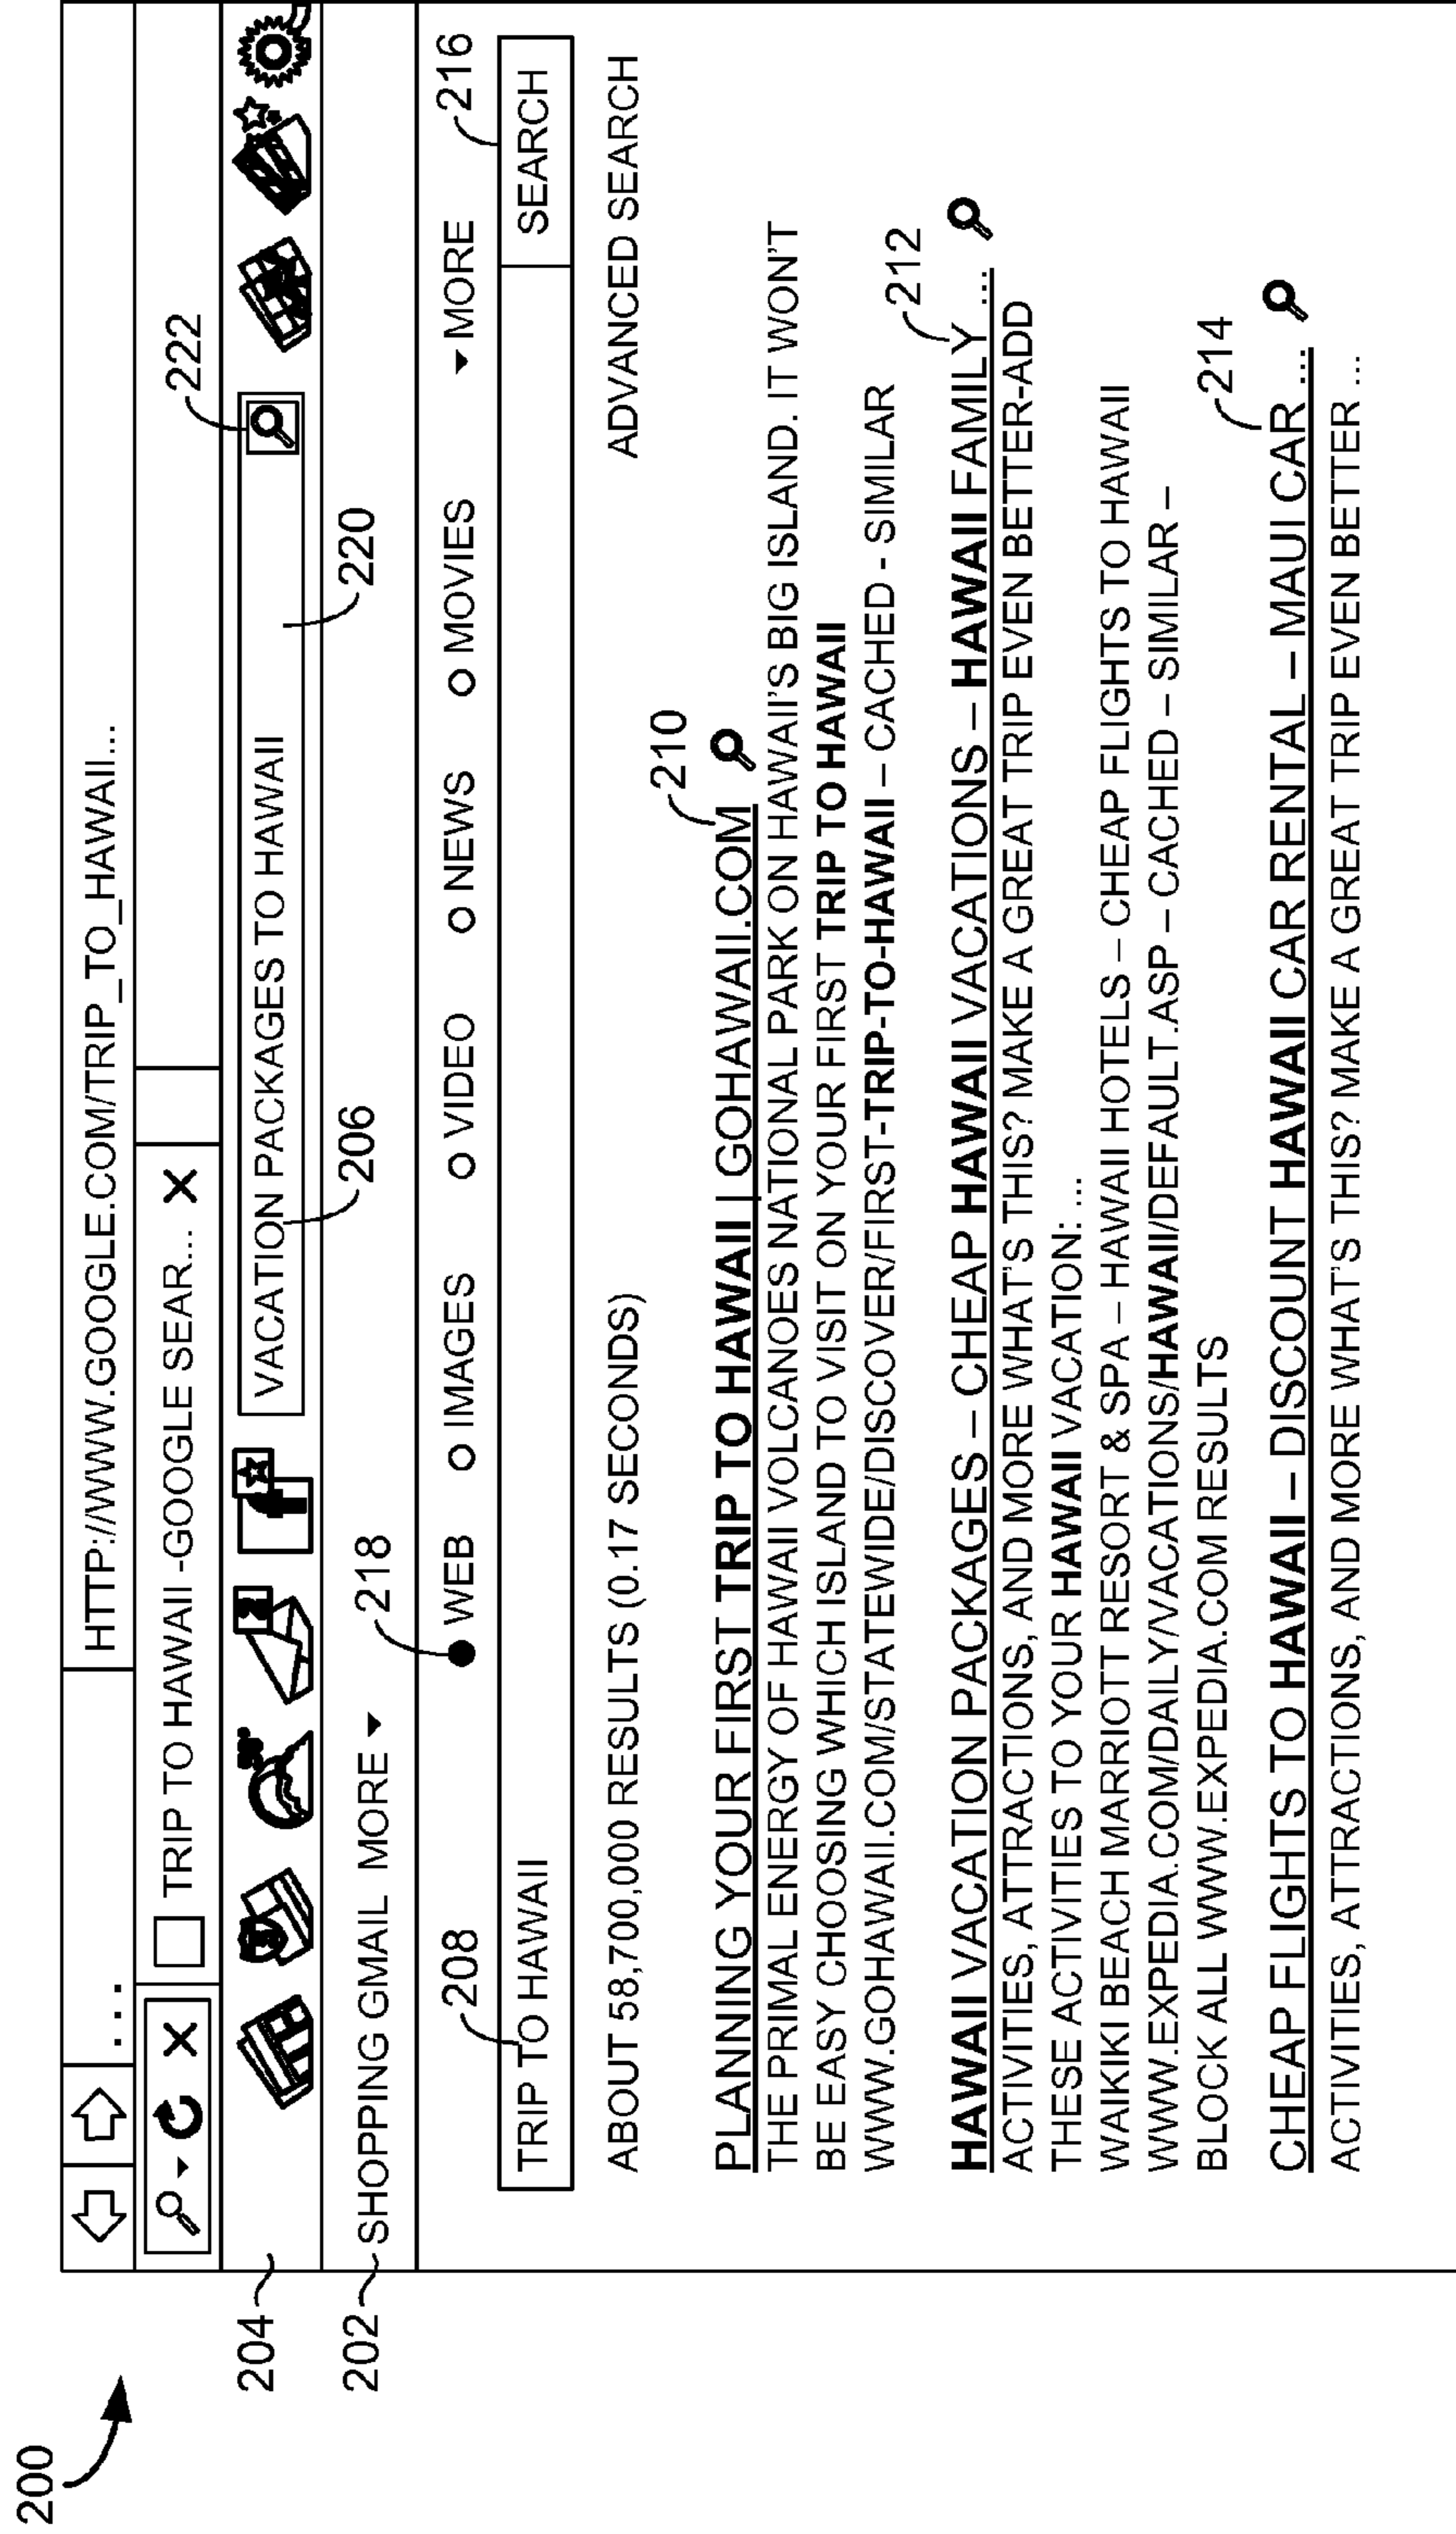 200
HTTP://WWW.GOOGLE.COM/TRIP_TO_HAWAII...
...
TRIP TO HAWAII -GOOGLE SEAR... X
X
222
204
VACATION PACKAGES TO HAWAII
206
220
202
SHOPPING GMAIL MORE
218
WEB IMAGES VIDEO NEWS MOVIES MORE
208
216
TRIP TO HAWAII
SEARCH
ABOUT 58,700,000 RESULTS (0.17 SECONDS)
ADVANCED SEARCH
210
PLANNING YOUR FIRST TRIP TO HAWAII | GOHAWAII.COM
THE PRIMAL ENERGY OF HAWAII VOLCANOES NATIONAL PARK ON HAWAI'S BIG ISLAND. IT WON'T
BE EASY CHOOSING WHICH ISLAND TO VISIT ON YOUR FIRST TRIP TO HAWAII
WWW.GOHAWAII.COM/STATEWIDE/DISCOVER/FIRST-TRIP-TO-HAWAII – CACHED - SIMILAR
212
HAWAII VACATION PACKAGES – CHEAP HAWAII VACATIONS – HAWAII FAMILY ...
ACTIVITIES, ATTRACTIONS, AND MORE WHAT'S THIS? MAKE A GREAT TRIP EVEN BETTER-ADD
THESE ACTIVITIES TO YOUR HAWAII VACATION: ...
WAIKIKI BEACH MARRIOTT RESORT & SPA – HAWAII HOTELS – CHEAP FLIGHTS TO HAWAII
WWW.EXPEDIA.COM/DAILY/VACATIONS/HAWAII/DEFAULT.ASP – CACHED – SIMILAR –
BLOCK ALL WWW.EXPEDIA.COM RESULTS
214
CHEAP FLIGHTS TO HAWAII – DISCOUNT HAWAII CAR RENTAL – MAUI CAR ...
ACTIVITIES, ATTRACTIONS, AND MORE WHAT'S THIS? MAKE A GREAT TRIP EVEN BETTER ...